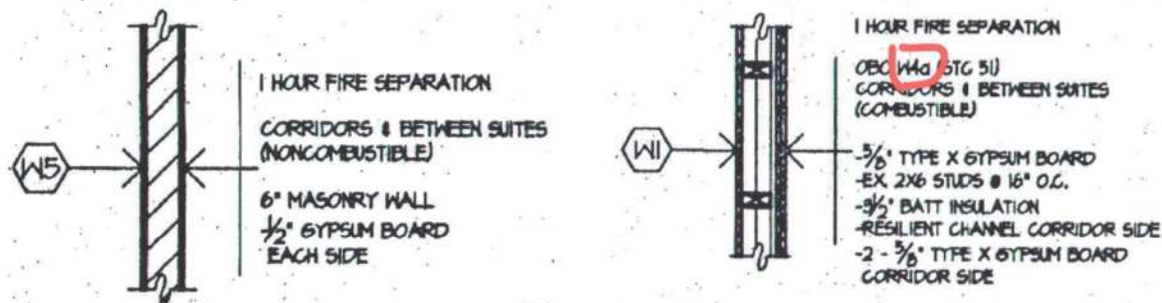 W5
1 HOUR FIRE SEPARATION
CORRIDORS & BETWEEN SUITES
(NONCOMBUSTIBLE)
6" MASONRY WALL
1/2" GYPSUM BOARD
EACH SIDE
W1
1 HOUR FIRE SEPARATION
OBC W4a (STC 51)
CORRIDORS & BETWEEN SUITES
(COMBUSTIBLE)
-5/8" TYPE X GYPSUM BOARD
-EX. 2X6 STUDS @ 16" O.C.
-3 1/2" BATT INSULATION
-RESILIENT CHANNEL CORRIDOR SIDE
-2 - 5/8" TYPE X GYPSUM BOARD
CORRIDOR SIDE